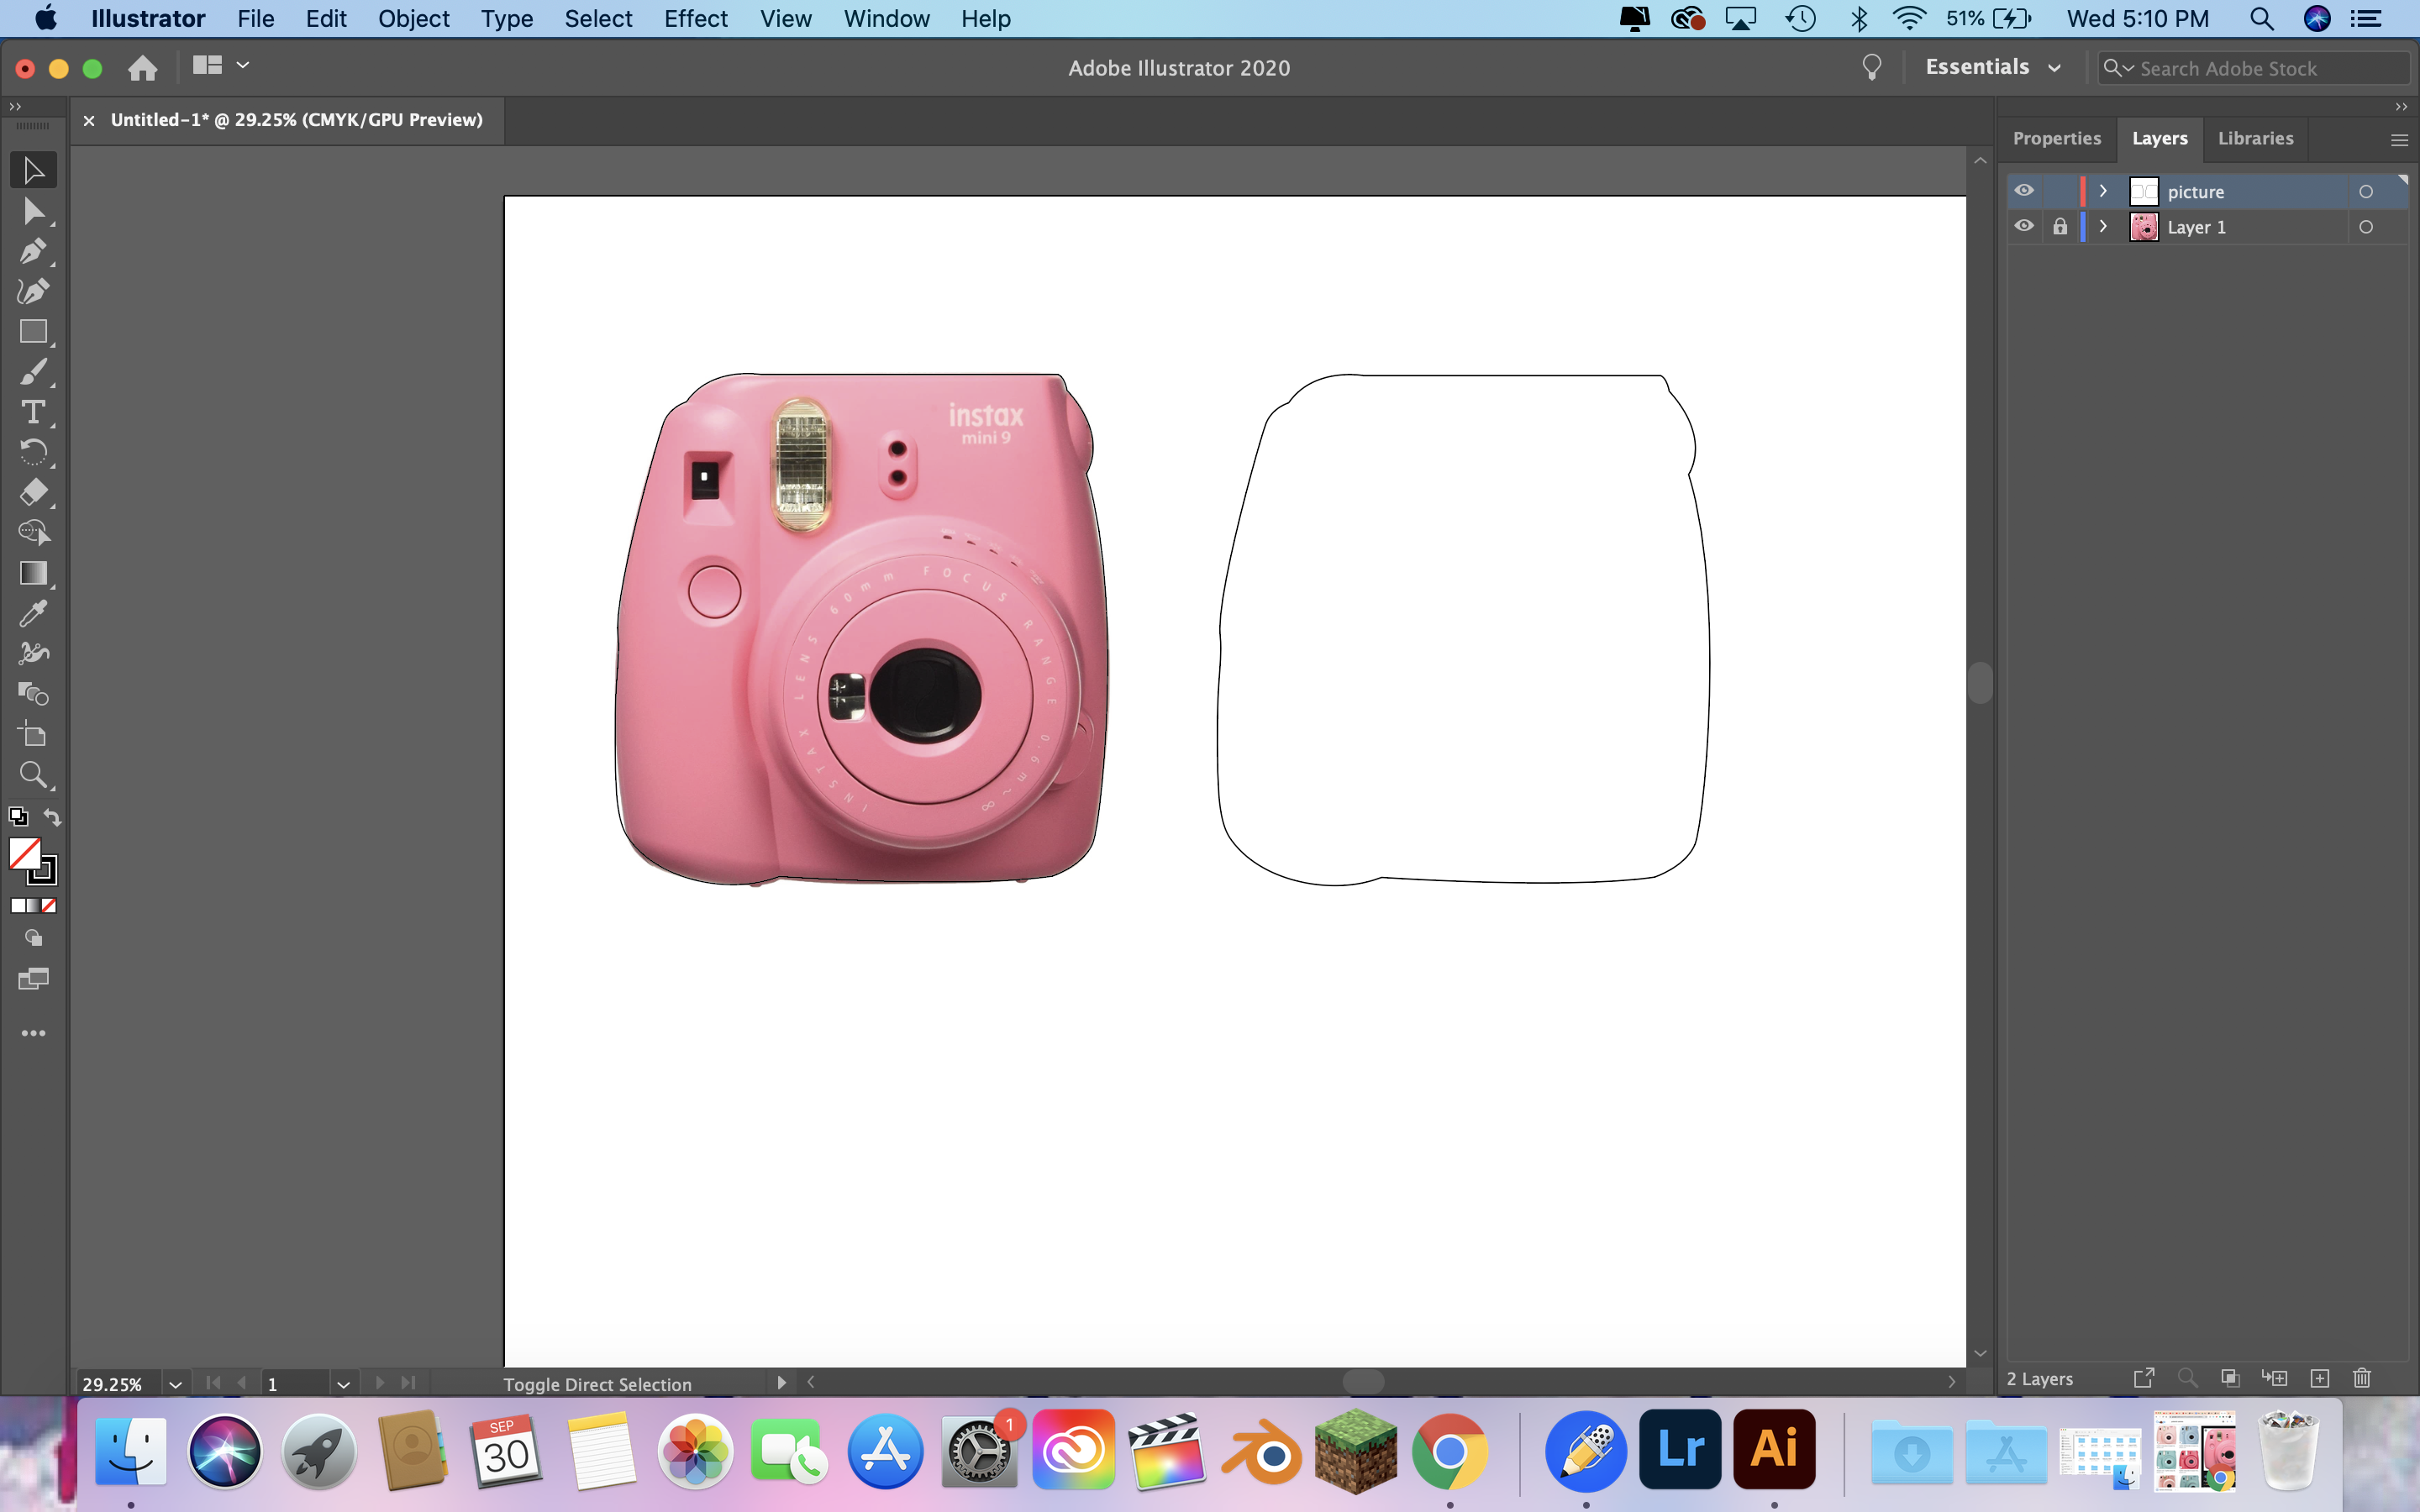 Illustrator File Edit Object Type Select Effect View Window Help 51% Wed 5:10 PM
Adobe Illustrator 2020 Essentials Search Adobe Stock
Untitled-1* @ 29.25% (CMYK/GPU Preview)
Properties Layers Libraries
picture
Layer 1
instax
mini 9
INSTAX LENS 60mm FOCUS RANGE 0.6m~∞
29.25% 1 Toggle Direct Selection
2 Layers
1
SEP
30
Lr
Ai